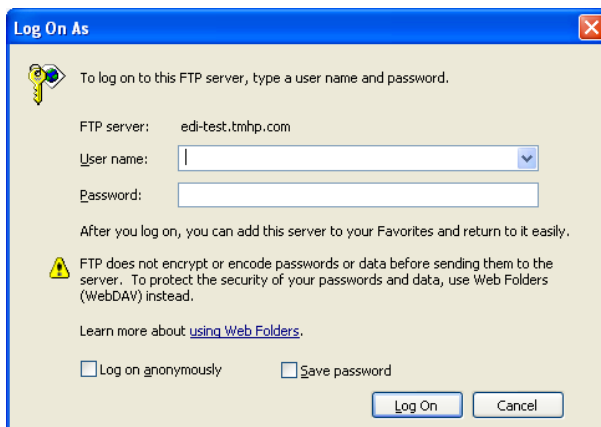 Log On As
To log on to this FTP server, type a user name and password.
FTP server: edi-test.tmhp.com
User name:
Password:
After you log on, you can add this server to your Favorites and return to it easily.
FTP does not encrypt or encode passwords or data before sending them to the
server. To protect the security of your passwords and data, use Web Folders
(WebDAV) instead.
Learn more about using Web Folders.
Log on anonymously Save password
Log On Cancel